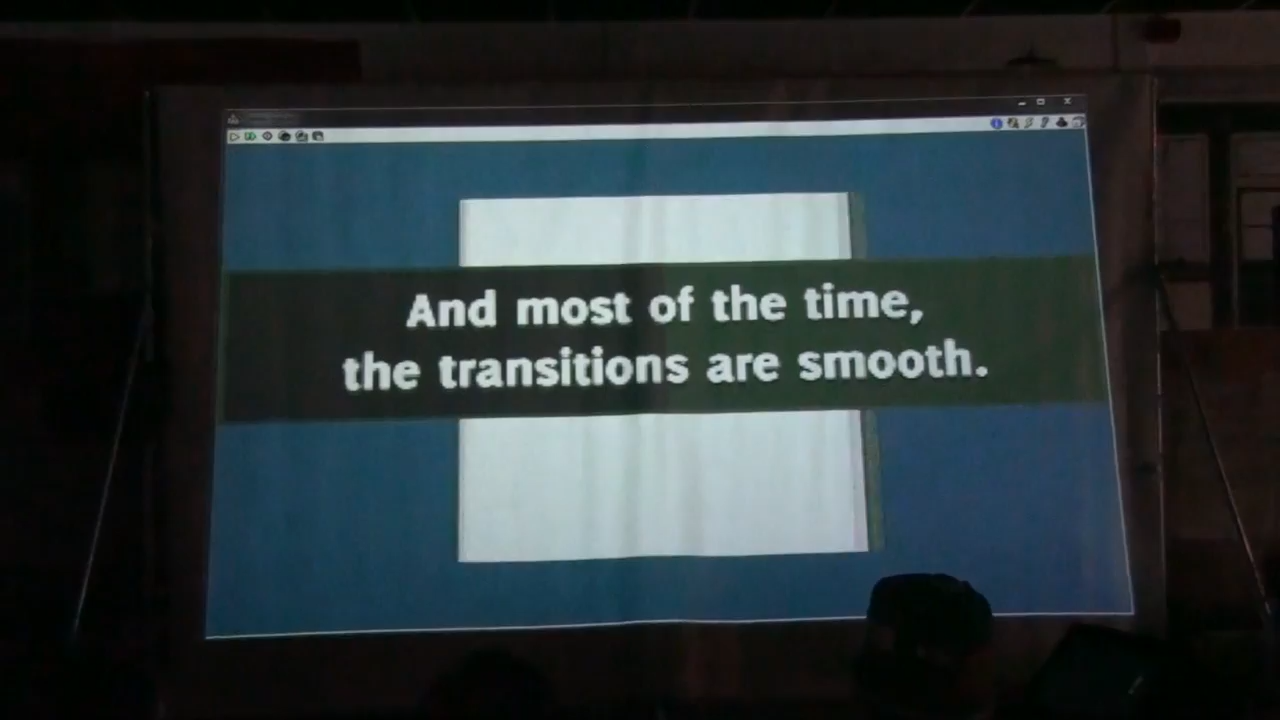 And most of the time,
the transitions are smooth.